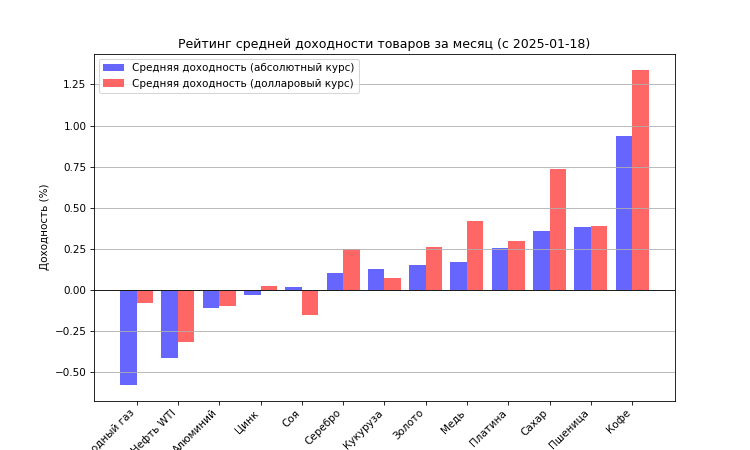 Рейтинг средней доходности товаров за месяц (с 2025-01-18)
Средняя доходность (абсолютный курс)
Средняя доходность (долларовый курс)
Доходность (%)
1.25
1.00
0.75
0.50
0.25
0.00
−0.25
−0.50
газ
Нефть WTI
Алюминий
Цинк
Соя
Серебро
Кукуруза
Золото
Медь
Платина
Сахар
Пшеница
Кофе